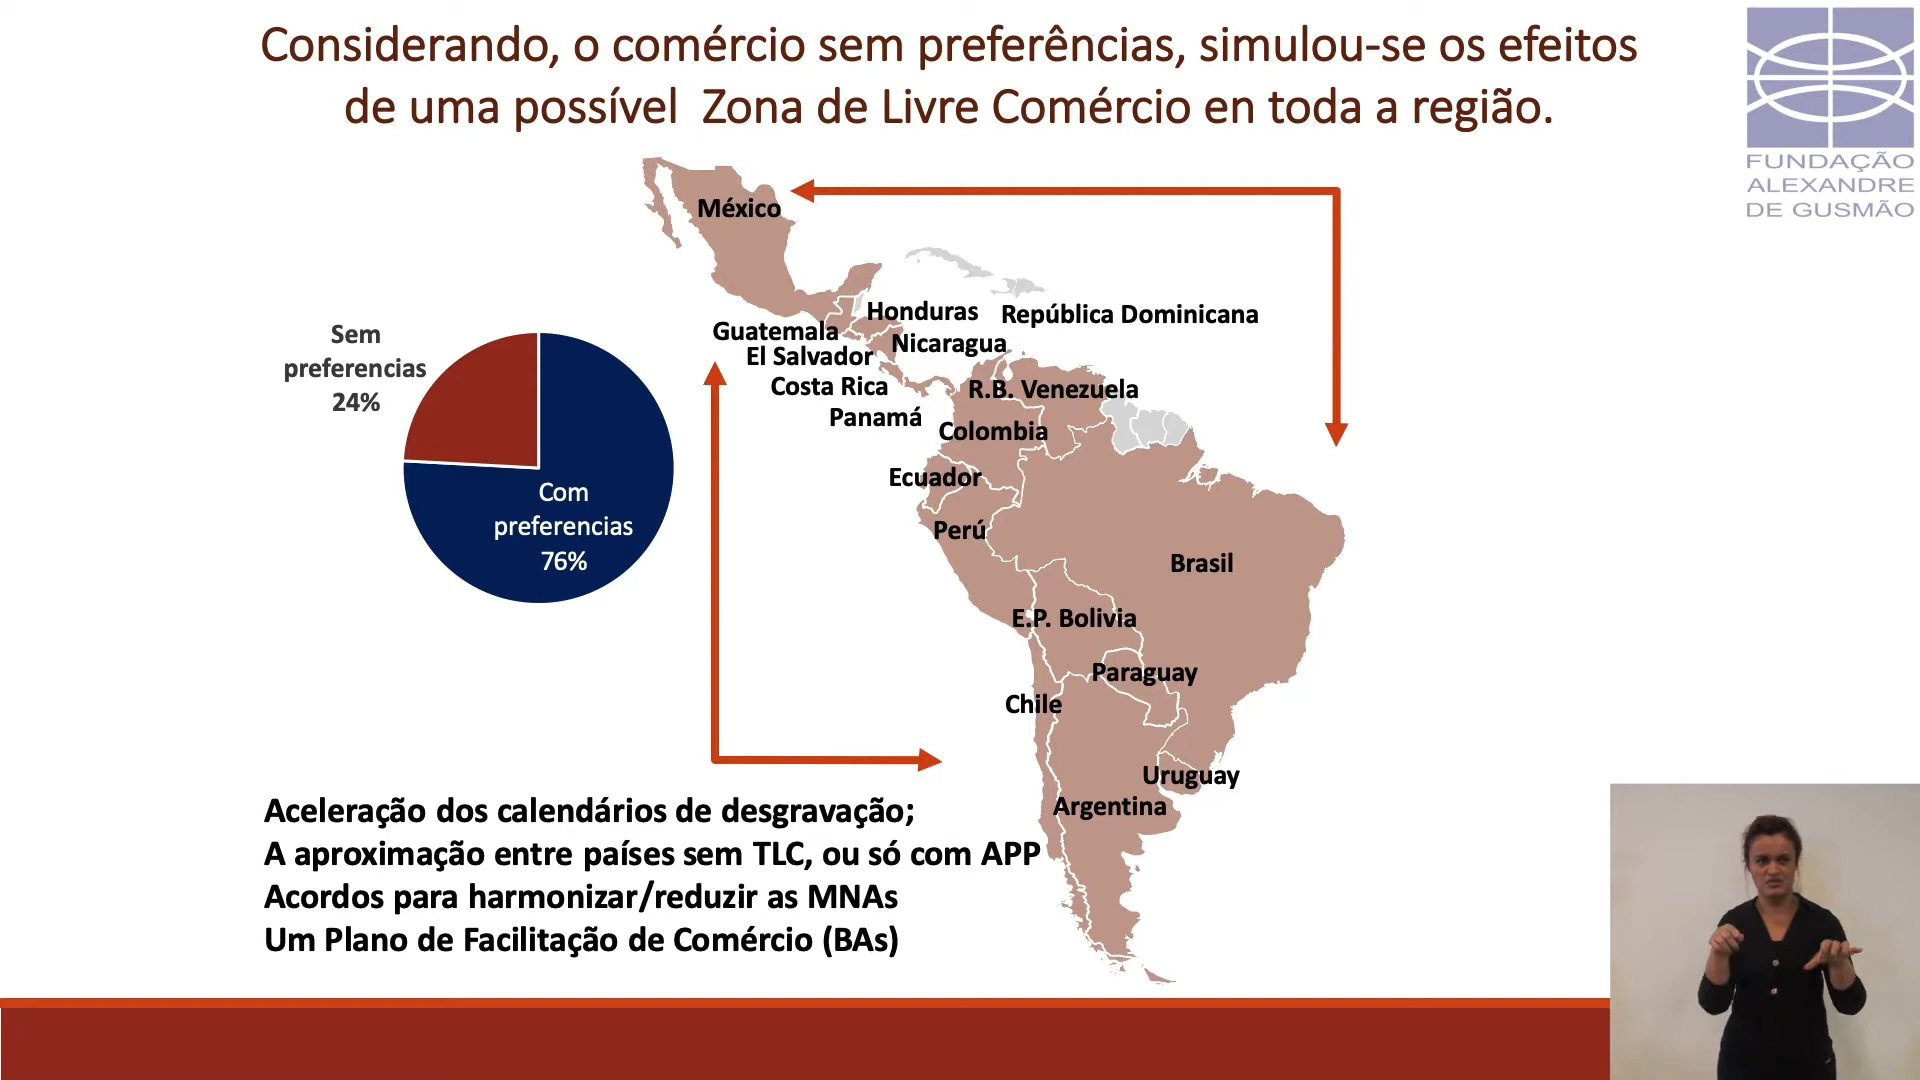 Considerando, o comércio sem preferências, simulou-se os efeitos
de uma possível Zona de Livre Comércio en toda a região.
FUNDAÇÃO
ALEXANDRE
DE GUSMÃO
Sem
preferencias
24%
Com
preferencias
76%
México
Honduras
República Dominicana
Guatemala
Nicaragua
El Salvador
Costa Rica
R.B. Venezuela
Panamá
Colombia
Ecuador
Perú
Brasil
E.P. Bolivia
Paraguay
Chile
Uruguay
Argentina
Aceleração dos calendários de desgravação;
A aproximação entre países sem TLC, ou só com APP
Acordos para harmonizar/reduzir as MNAs
Um Plano de Facilitação de Comércio (BAs)